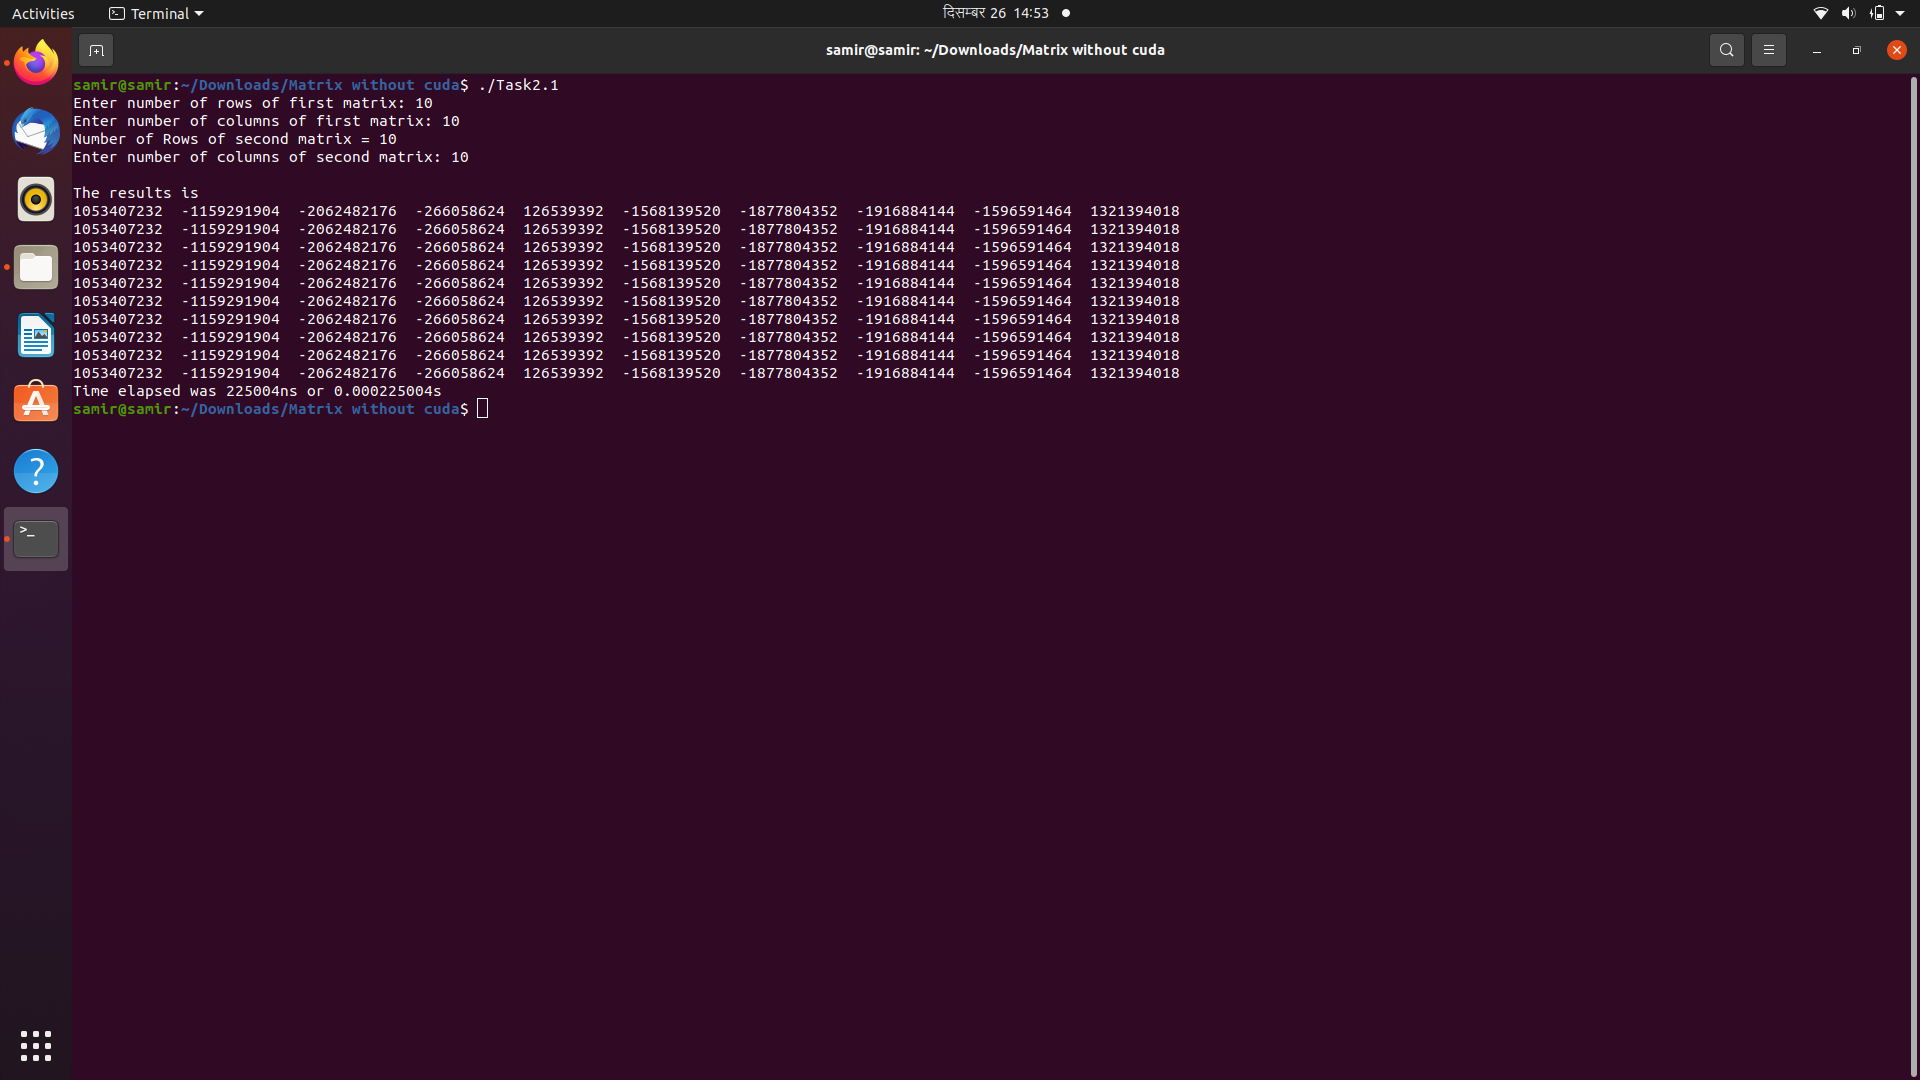 Activities
Terminal
दिसम्बर 26 14:53
samir@samir: ~/Downloads/Matrix without cuda
samir@samir:~/Downloads/Matrix without cuda$ ./Task2.1
Enter number of rows of first matrix: 10
Enter number of columns of first matrix: 10
Number of Rows of second matrix = 10
Enter number of columns of second matrix: 10
The results is
1053407232 -1159291904 -2062482176 -266058624 126539392 -1568139520 -1877804352 -1916884144 -1596591464 1321394018
1053407232 -1159291904 -2062482176 -266058624 126539392 -1568139520 -1877804352 -1916884144 -1596591464 1321394018
1053407232 -1159291904 -2062482176 -266058624 126539392 -1568139520 -1877804352 -1916884144 -1596591464 1321394018
1053407232 -1159291904 -2062482176 -266058624 126539392 -1568139520 -1877804352 -1916884144 -1596591464 1321394018
1053407232 -1159291904 -2062482176 -266058624 126539392 -1568139520 -1877804352 -1916884144 -1596591464 1321394018
1053407232 -1159291904 -2062482176 -266058624 126539392 -1568139520 -1877804352 -1916884144 -1596591464 1321394018
1053407232 -1159291904 -2062482176 -266058624 126539392 -1568139520 -1877804352 -1916884144 -1596591464 1321394018
1053407232 -1159291904 -2062482176 -266058624 126539392 -1568139520 -1877804352 -1916884144 -1596591464 1321394018
1053407232 -1159291904 -2062482176 -266058624 126539392 -1568139520 -1877804352 -1916884144 -1596591464 1321394018
1053407232 -1159291904 -2062482176 -266058624 126539392 -1568139520 -1877804352 -1916884144 -1596591464 1321394018
Time elapsed was 225004ns or 0.000225004s
samir@samir:~/Downloads/Matrix without cuda$